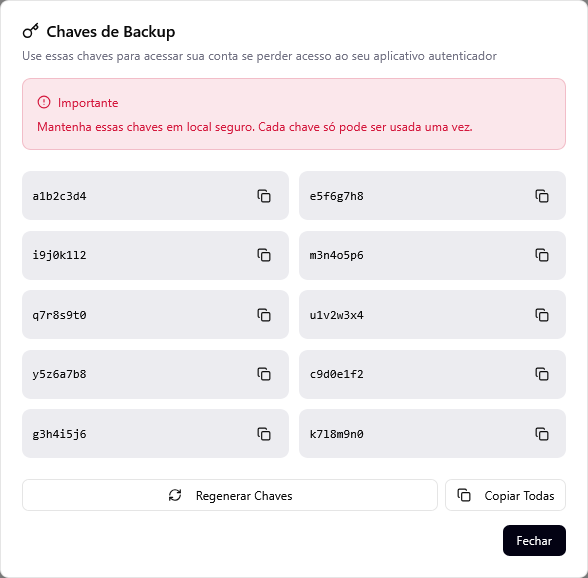 Chaves de Backup
Use essas chaves para acessar sua conta se perder acesso ao seu aplicativo autenticador
Importante
Mantenha essas chaves em local seguro. Cada chave só pode ser usada uma vez.
a1b2c3d4
e5f6g7h8
i9j0k1l2
m3n4o5p6
q7r8s9t0
u1v2w3x4
y5z6a7b8
c9d0e1f2
g3h4i5j6
k7l8m9n0
Regenerar Chaves
Copiar Todas
Fechar